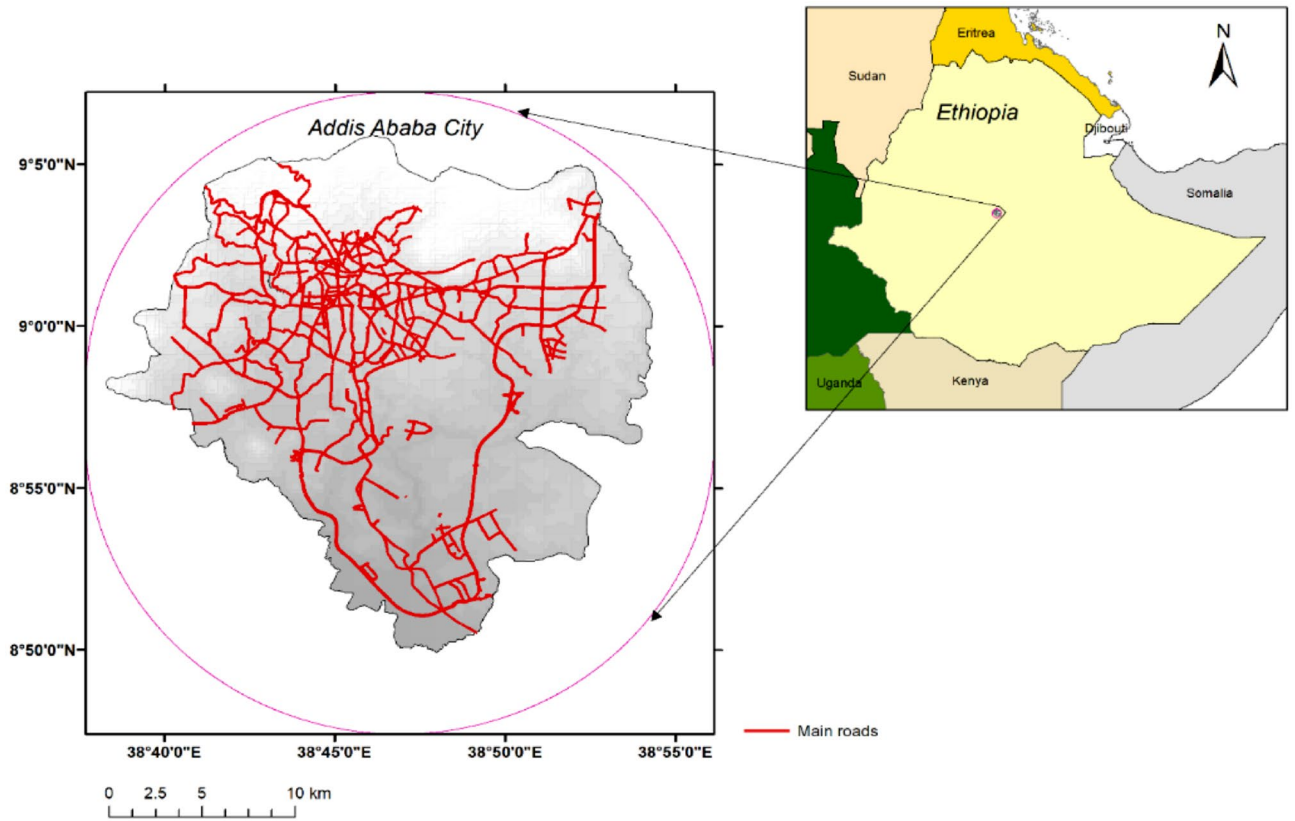 Addis Ababa City
9°5'0"N
9°0'0"N
8°55'0"N
8°50'0"N
38°40'0"E
38°45'0"E
38°50'0"E
38°55'0"E
0 2.5 5 10 km
Main roads
N
Eritrea
Sudan
Ethiopia
Djibouti
Somalia
Uganda
Kenya